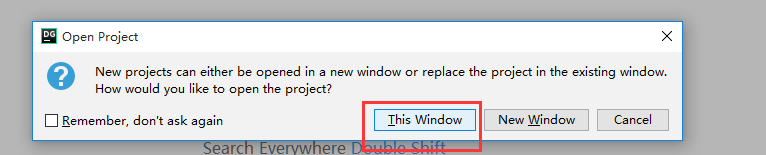 DG Open Project
New projects can either be opened in a new window or replace the project in the existing window.
How would you like to open the project?
Remember, don't ask again
This Window
New Window
Cancel
Search Everywhere Double Shift